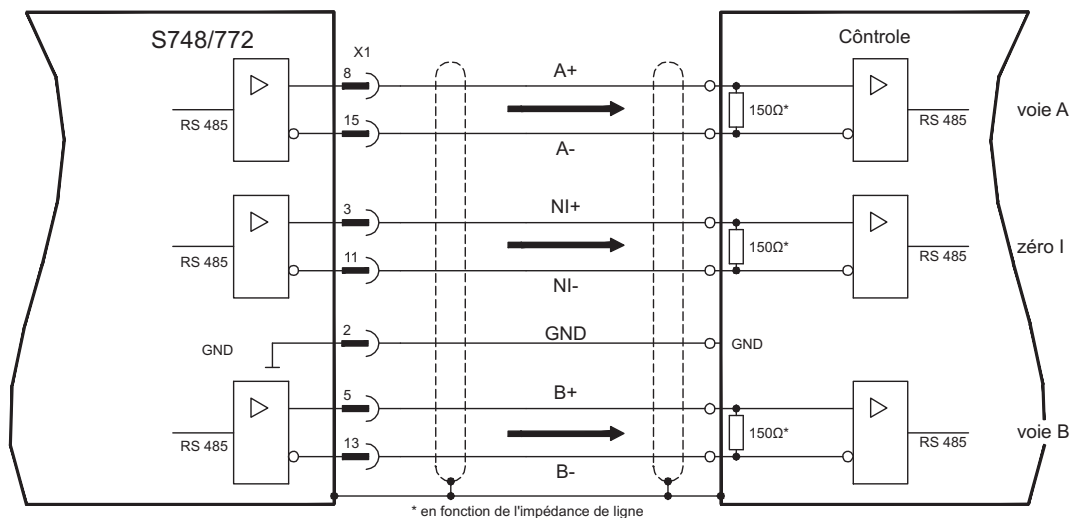 S748/772
X1
Côntrole
8
A+
RS 485
150Ω*
RS 485
voie A
15
A-
3
NI+
RS 485
150Ω*
RS 485
zéro I
11
NI-
2
GND
GND
GND
5
B+
RS 485
150Ω*
RS 485
voie B
13
B-
* en fonction de l'impédance de ligne